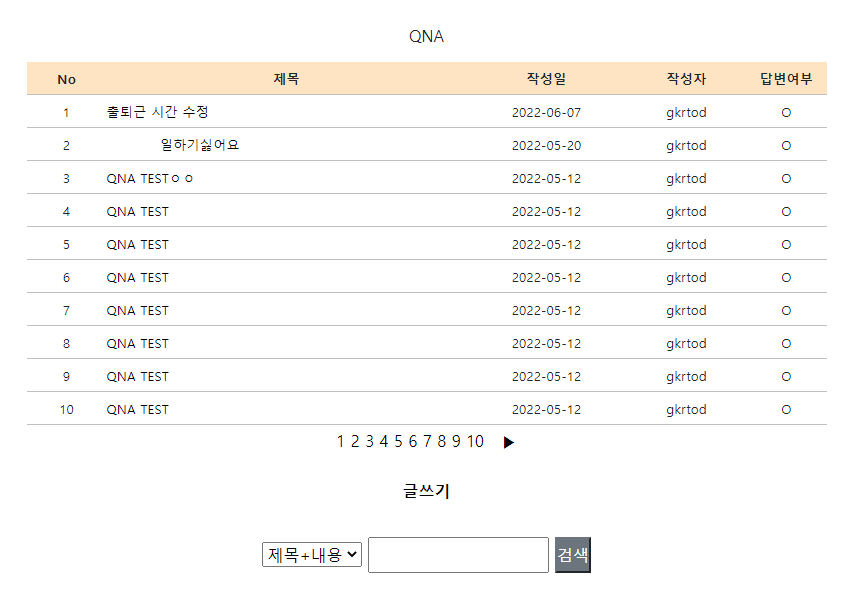 QNA
No 제목 작성일 작성자 답변여부
1 출퇴근 시간 수정 2022-06-07 gkrtod O
2 일하기싫어요 2022-05-20 gkrtod O
3 QNA TESTㅇㅇ 2022-05-12 gkrtod O
4 QNA TEST 2022-05-12 gkrtod O
5 QNA TEST 2022-05-12 gkrtod O
6 QNA TEST 2022-05-12 gkrtod O
7 QNA TEST 2022-05-12 gkrtod O
8 QNA TEST 2022-05-12 gkrtod O
9 QNA TEST 2022-05-12 gkrtod O
10 QNA TEST 2022-05-12 gkrtod O
1 2 3 4 5 6 7 8 9 10 ▶
글쓰기
제목+내용 검색